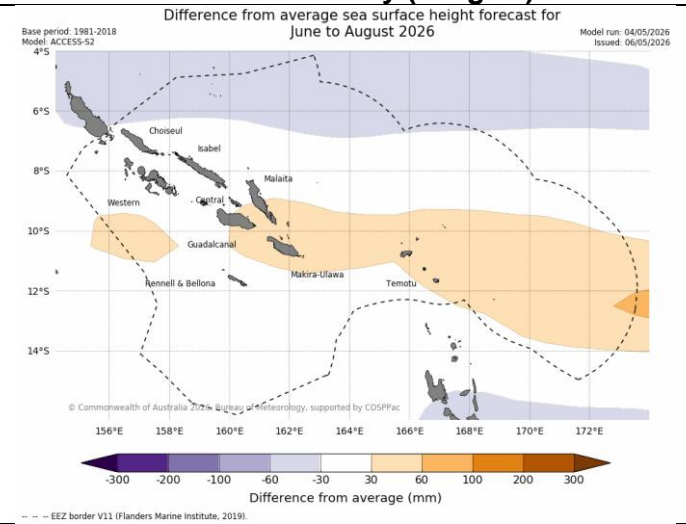 Difference from average sea surface height forecast for
June to August 2026
Base period: 1981-2018
Model: ACCESS-S2
Model run: 04/05/2026
Issued: 06/05/2026
4°S
6°S
8°S
10°S
12°S
14°S
Choiseul
Isabel
Malaita
Western
Central
Guadalcanal
Makira-Ulawa
Rennell & Bellona
Temotu
© Commonwealth of Australia 2026, Bureau of Meteorology, supported by COSPPac
156°E 158°E 160°E 162°E 164°E 166°E 168°E 170°E 172°E
-300 -200 -100 -60 -30 30 60 100 200 300
Difference from average (mm)
-- -- -- EEZ border V11 (Flanders Marine Institute, 2019).